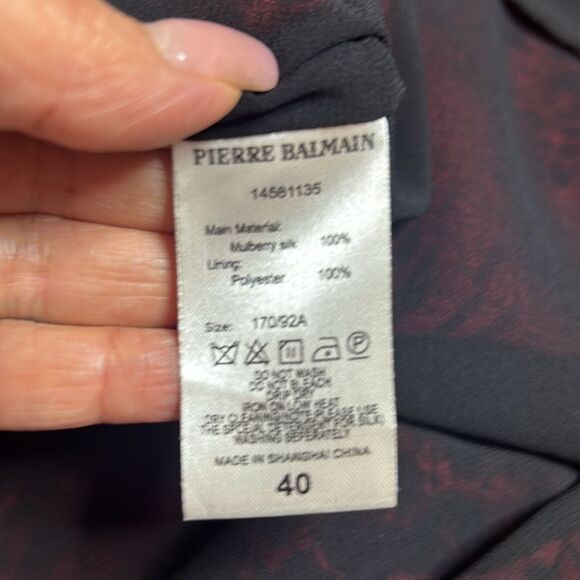 PIERRE BALMAIN
14561135
Main Material:
Mulberry silk 100%
Lining:
Polyester 100%
Size: 170/92A
P
DO NOT WASH
DO NOT BLEACH
DRIP DRY
IRON ON LOW HEAT
DRY CLEANING(NOTE:PLEASE USE
THE SPECIAL DETERGENT FOR SILK)
WASHING SEPERATELY.
MADE IN SHANGHAI CHINA
40